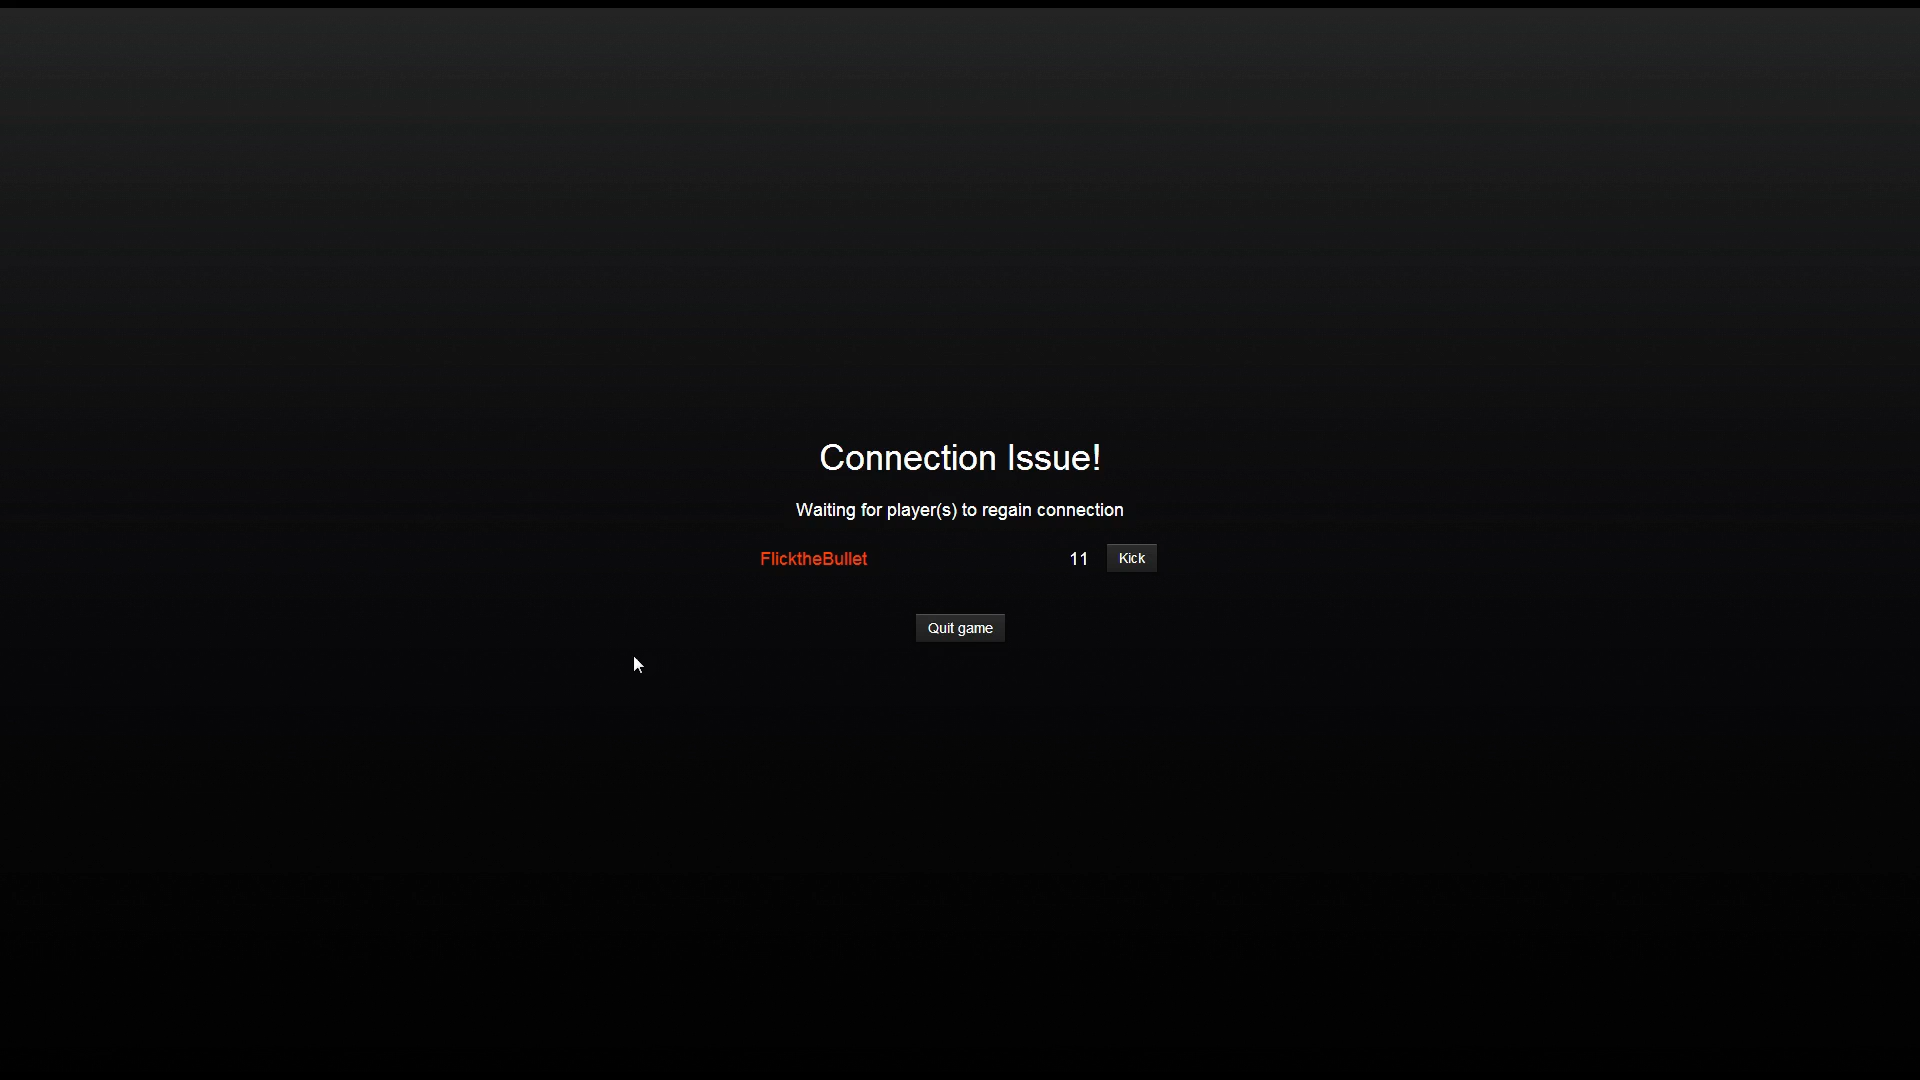 Connection Issue!
Waiting for player(s) to regain connection
FlicktheBullet 11 Kick
Quit game